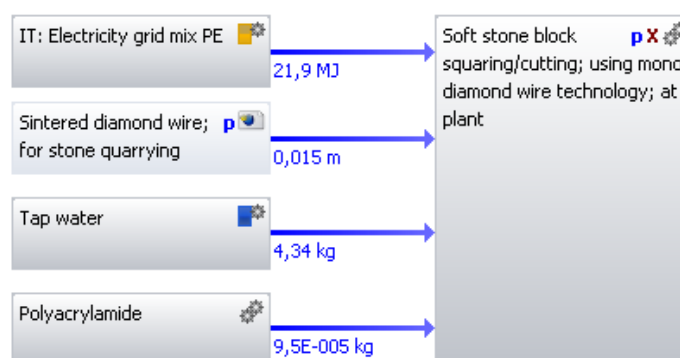 IT: Electricity grid mix PE
21,9 MJ
Soft stone block pX
squaring/cutting; using mono
diamond wire technology; at
plant
Sintered diamond wire; p
for stone quarrying
0,015 m
Tap water
4,34 kg
Polyacrylamide
9,5E-005 kg